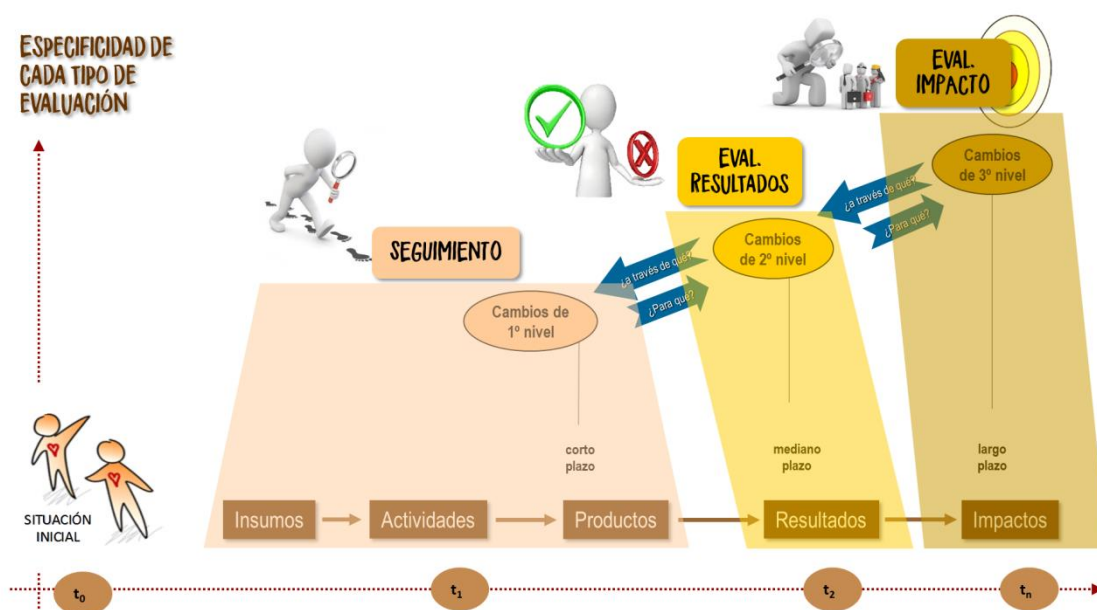 ESPECIFICIDAD DE
CADA TIPO DE
EVALUACIÓN
EVAL.
IMPACTO
EVAL.
RESULTADOS
SEGUIMIENTO
Cambios
de 3º nivel
¿a través de qué?
¿Para qué?
Cambios
de 2º nivel
¿a través de qué?
¿Para qué?
Cambios de
1º nivel
corto
plazo
mediano
plazo
largo
plazo
SITUACIÓN
INICIAL
Insumos
Actividades
Productos
Resultados
Impactos
t0
t1
t2
tn